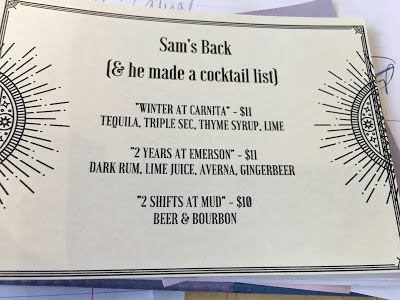 Sam's Back
(& he made a cocktail list)
"WINTER AT CARNITA" - $11
TEQUILA, TRIPLE SEC, THYME SYRUP, LIME
"2 YEARS AT EMERSON" - $11
DARK RUM, LIME JUICE, AVERNA, GINGERBEER
"2 SHIFTS AT MUD" - $10
BEER & BOURBON